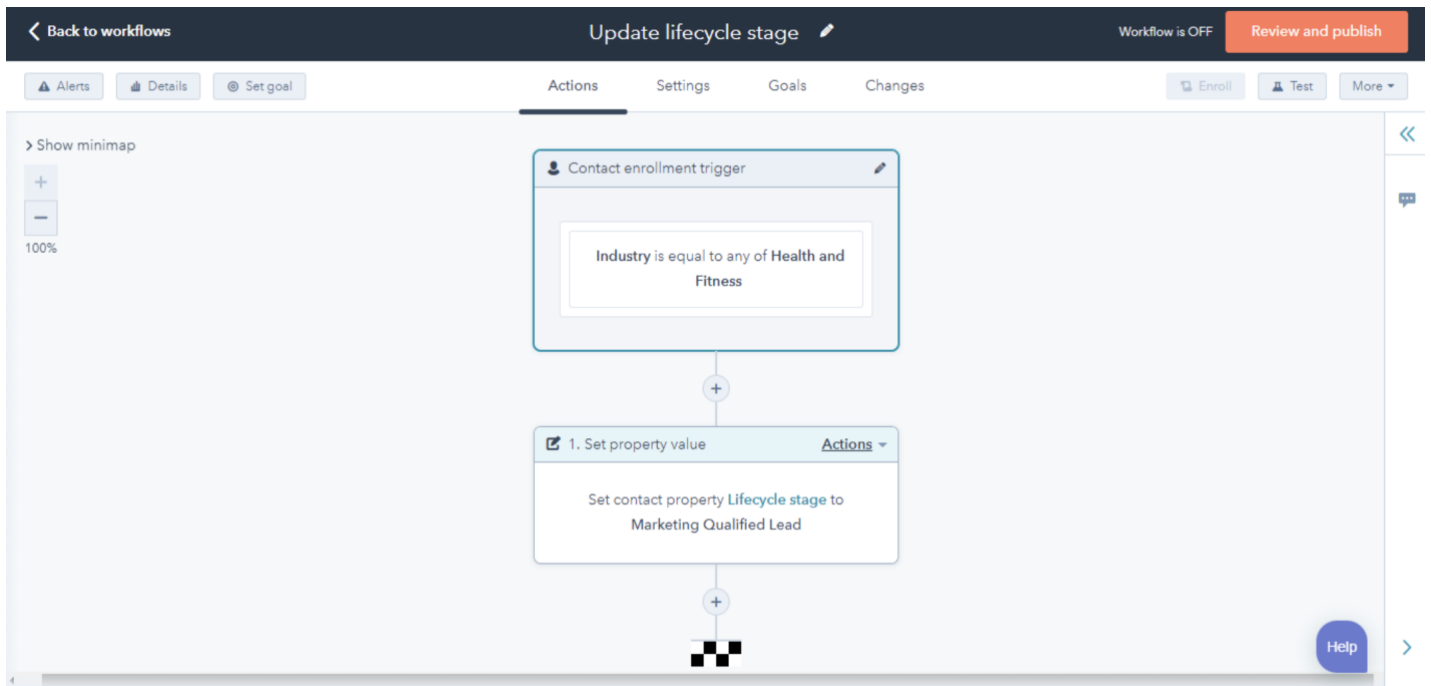 Back to workflows
Update lifecycle stage
Workflow is OFF
Review and publish
Alerts
Details
Set goal
Actions
Settings
Goals
Changes
Enroll
Test
More
Show minimap
+
−
100%
Contact enrollment trigger
Industry is equal to any of Health and
Fitness
+
1. Set property value
Actions
Set contact property Lifecycle stage to
Marketing Qualified Lead
+
Help